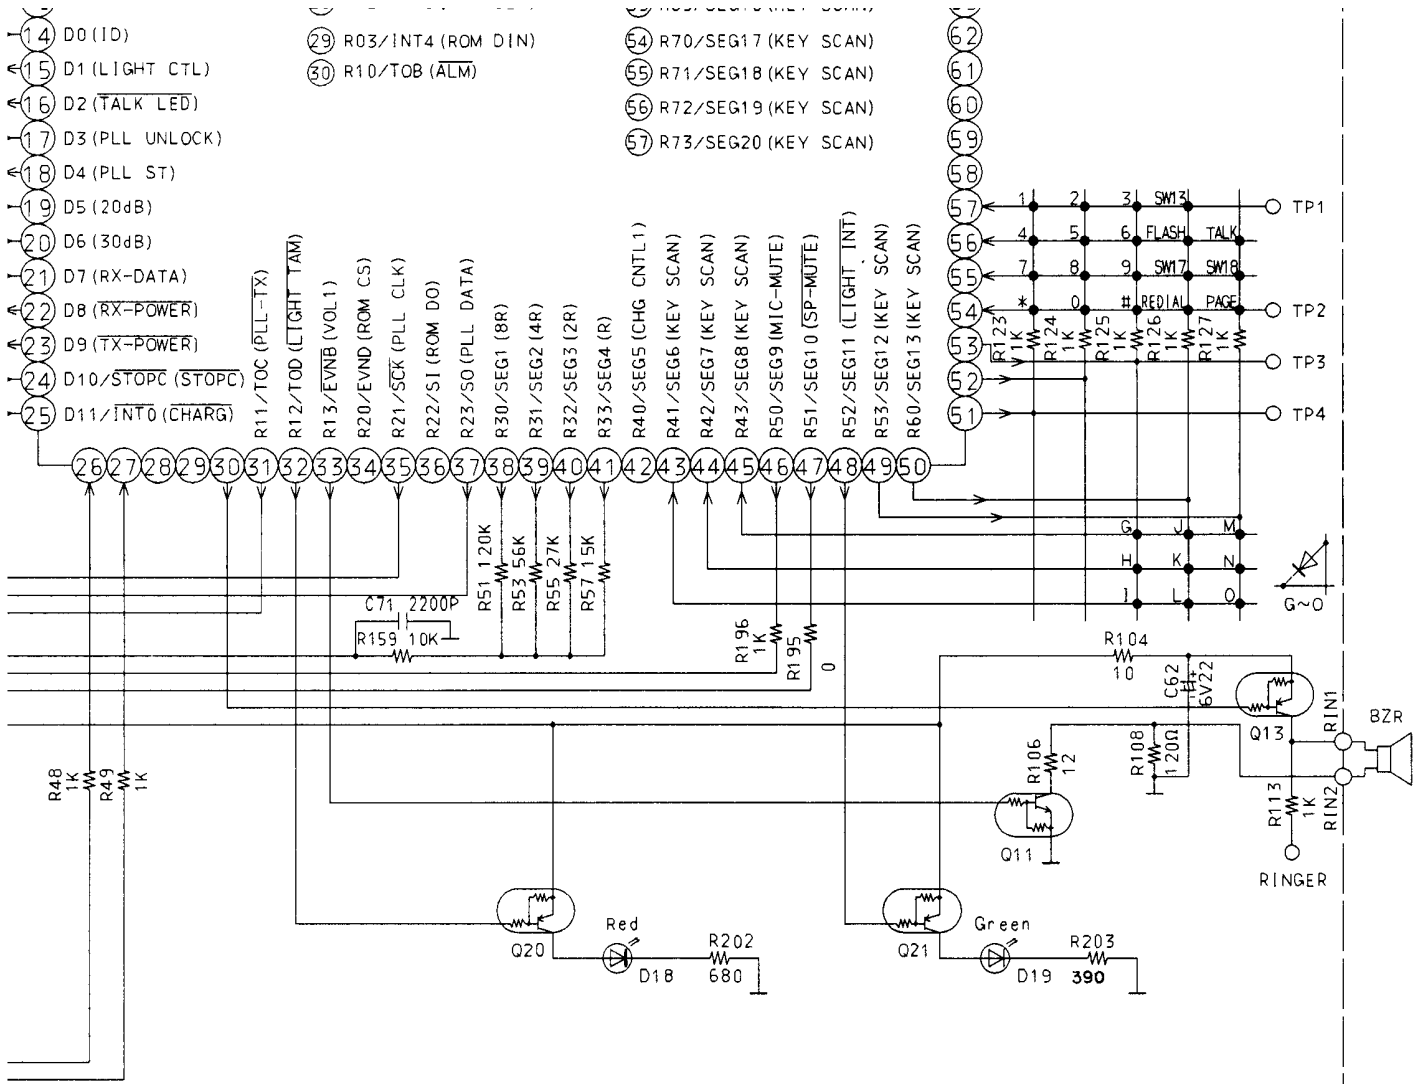 14 D0 (ID)
15 D1 (LIGHT CTL)
16 D2 (TALK LED)
17 D3 (PLL UNLOCK)
18 D4 (PLL ST)
19 D5 (20dB)
20 D6 (30dB)
21 D7 (RX-DATA)
22 D8 (RX-POWER)
23 D9 (TX-POWER)
24 D10/STOPC (STOPC)
25 D11/INT0 (CHARG)
29 R03/INT4 (ROM DIN)
30 R10/TOB (ALM)
54 R70/SEG17 (KEY SCAN)
55 R71/SEG18 (KEY SCAN)
56 R72/SEG19 (KEY SCAN)
57 R73/SEG20 (KEY SCAN)
62
61
60
59
58
57
56
55
54
53
52
51
1 2 3 SW13
TP1
4 5 6 FLASH TALK
7 8 9 SW17 SW18
* 0 # REDIAL PAGE
TP2
R123 1K
R124 1K
R125 1K
R126 1K
R127 1K
TP3
TP4
R11/TOC (PLL-TX)
R12/TOD (LIGHT TAM)
R13/EVNB (VOL1)
R20/EVND (ROM CS)
R21/SCK (PLL CLK)
R22/SI (ROM DO)
R23/SO (PLL DATA)
R30/SEG1 (8R)
R31/SEG2 (4R)
R32/SEG3 (2R)
R33/SEG4 (R)
R40/SEG5 (CHG CNTL1)
R41/SEG6 (KEY SCAN)
R42/SEG7 (KEY SCAN)
R43/SEG8 (KEY SCAN)
R50/SEG9 (MIC-MUTE)
R51/SEG10 (SP-MUTE)
R52/SEG11 (LIGHT INT)
R53/SEG12 (KEY SCAN)
R60/SEG13 (KEY SCAN)
26 27 28 29 30 31 32 33 34 35 36 37 38 39 40 41 42 43 44 45 46 47 48 49 50
G J M
H K N
I L O
G~O
R51 120K
R53 56K
R55 27K
R57 15K
C71 2200P
R159 10K
R196 1K
R195 0
R104
10
C62
6V22
+
Q13
RIN1
BZR
R48 1K
R49 1K
R106 12
R108 120Ω
R113 1K
RIN2
Q11
RINGER
Q20
Red
D18
R202
680
Q21
Green
D19
R203
390